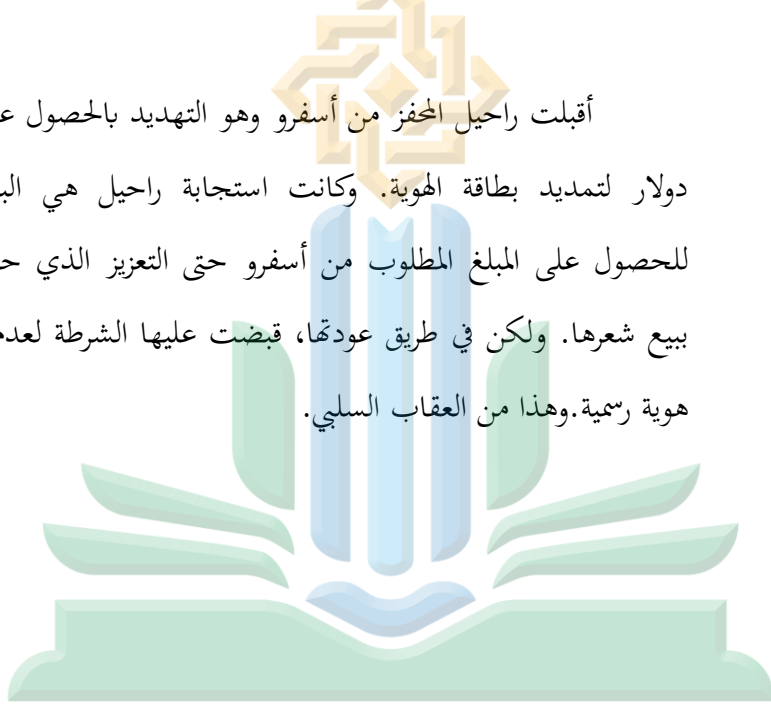 أقبلت راحيل المحفز من أسفرو وهو التهديد بالحصول
دولار لتمديد بطاقة الهوية. وكانت استجابة راحيل هي
للحصول على المبلغ المطلوب من أسفرو حتى التعزيز الذي
ببيع شعرها. ولكن في طريق عودتها، قبضت عليها الشرطة لعدم
هوية رسمية.وهذا من العقاب السلبي.